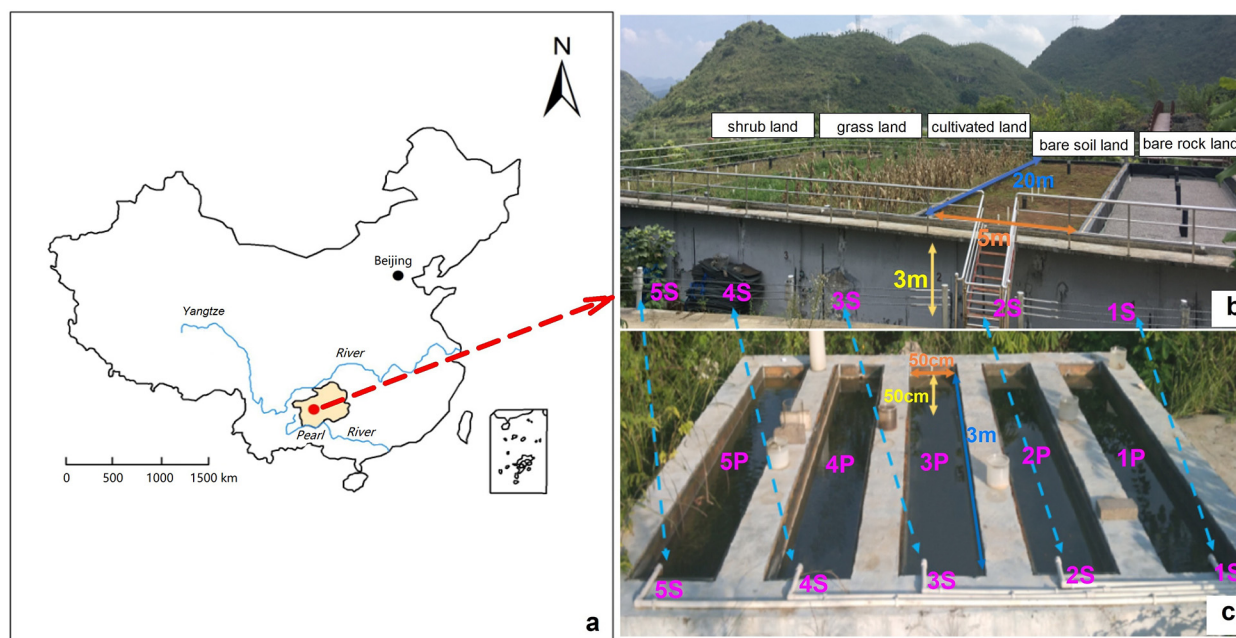 N
Beijing
Yangtze
River
Pearl
River
0 500 1000 1500 km
a
shrub land
grass land
cultivated land
bare soil land
bare rock land
20m
5m
3m
5S
4S
3S
2S
1S
b
50cm
50cm
3m
5P
4P
3P
2P
1P
5S
4S
3S
2S
1S
c